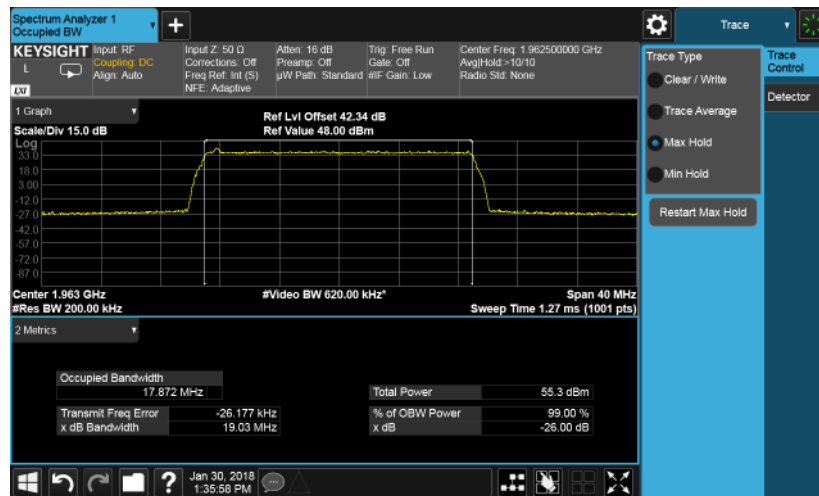 Spectrum Analyzer 1
Occupied BW
Trace
KEYSIGHT
L
LXI
Input: RF
Coupling: DC
Align: Auto
Input Z: 50 Ω
Corrections: Off
Freq Ref: Int (S)
NFE: Adaptive
Atten: 16 dB
Preamp: Off
µW Path: Standard
Trig: Free Run
Gate: Off
#IF Gain: Low
Center Freq: 1.962500000 GHz
Avg|Hold:>10/10
Radio Std: None
1 Graph
Scale/Div 15.0 dB
Ref Lvl Offset 42.34 dB
Ref Value 48.00 dBm
Log
33.0
18.0
3.00
-12.0
-27.0
-42.0
-57.0
-72.0
-87.0
Center 1.963 GHz
#Res BW 200.00 kHz
#Video BW 620.00 kHz*
Span 40 MHz
Sweep Time 1.27 ms (1001 pts)
2 Metrics
Occupied Bandwidth
17.872 MHz
Total Power 55.3 dBm
Transmit Freq Error -26.177 kHz
% of OBW Power 99.00 %
x dB Bandwidth 19.03 MHz
x dB -26.00 dB
Jan 30, 2018
1:35:58 PM
Trace Type
Clear / Write
Trace Average
Max Hold
Min Hold
Restart Max Hold
Trace
Control
Detector